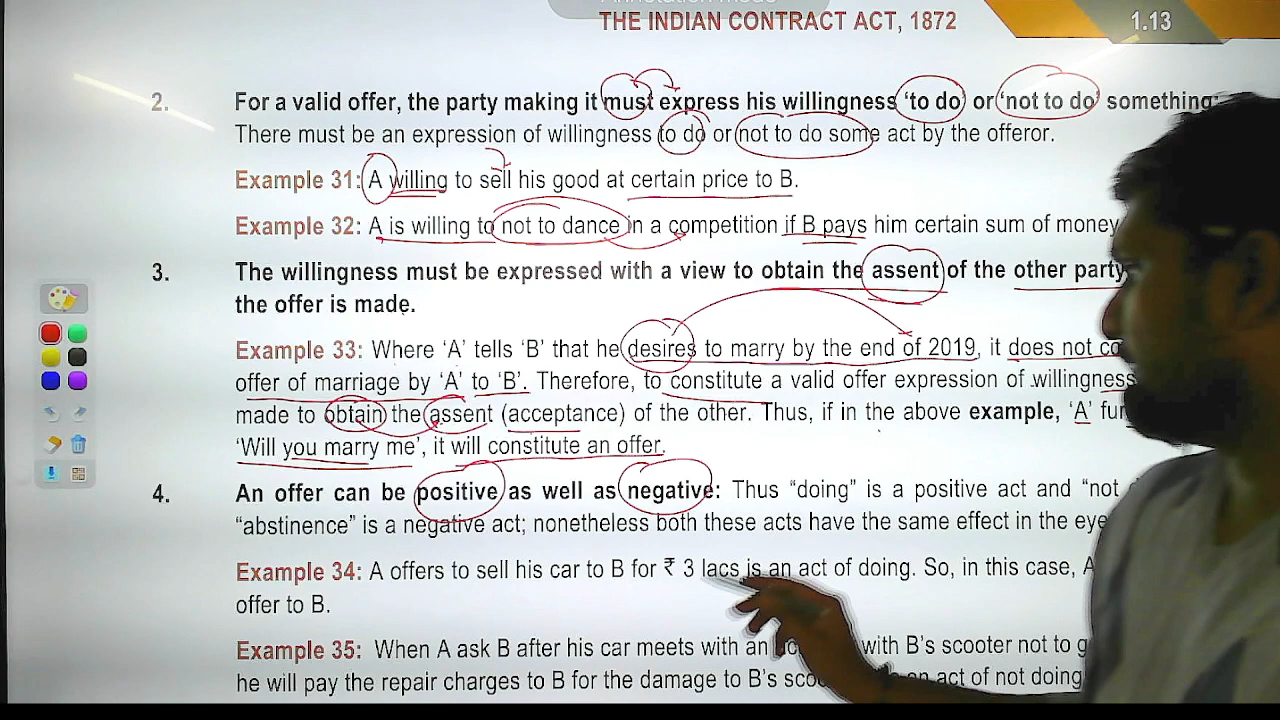 THE INDIAN CONTRACT ACT, 1872 1.13
2. For a valid offer, the party making it must express his willingness ‘to do’ or ‘not to do’ something:
There must be an expression of willingness to do or not to do some act by the offeror.
Example 31: A willing to sell his good at certain price to B.
Example 32: A is willing to not to dance in a competition if B pays him certain sum of money
3. The willingness must be expressed with a view to obtain the assent of the other party
the offer is made.
Example 33: Where ‘A’ tells ‘B’ that he desires to marry by the end of 2019, it does not
offer of marriage by ‘A’ to ‘B’. Therefore, to constitute a valid offer expression of willingness
made to obtain the assent (acceptance) of the other. Thus, if in the above example, ‘A’
‘Will you marry me’, it will constitute an offer.
4. An offer can be positive as well as negative: Thus “doing” is a positive act and “not
“abstinence” is a negative act; nonetheless both these acts have the same effect in the
Example 34: A offers to sell his car to B for ₹ 3 lacs is an act of doing. So, in this case, A
offer to B.
Example 35: When A ask B after his car meets with an with B’s scooter not to
he will pay the repair charges to B for the damage to B’s an act of not doing